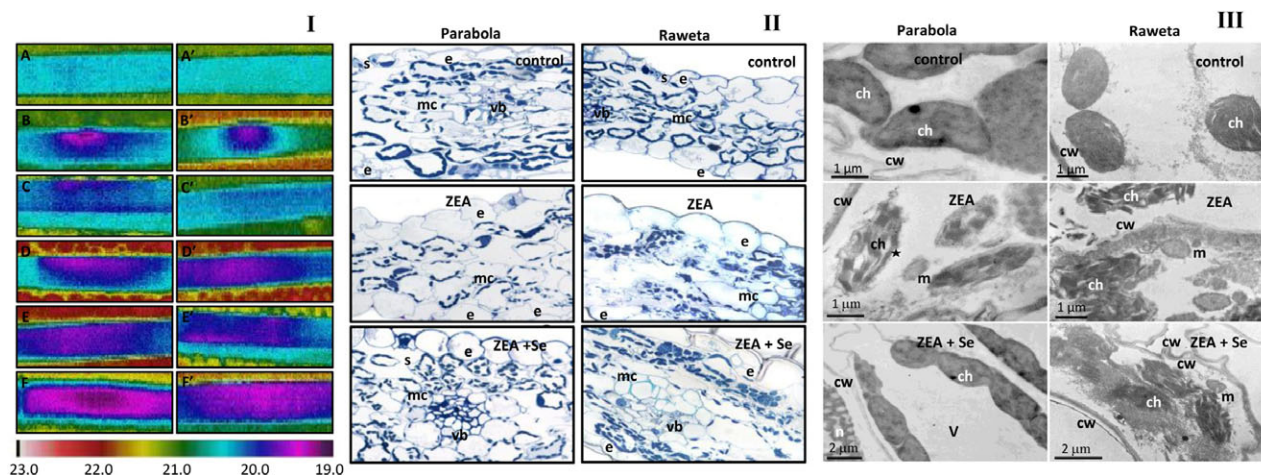 I
A
A'
B
B'
C
C'
D
D'
E
E'
F
F'
23.0 22.0 21.0 20.0 19.0
II
Parabola
Raweta
s e control
mc vb
e
control
s e
vb mc
e
ZEA
e
mc
e e
ZEA
e
mc
e
ZEA +Se
e
s
mc
vb
ZEA + Se
e
mc
vb
e
III
Parabola
Raweta
control
ch
ch
cw
1 µm
control
ch
cw
1 µm
cw ZEA
ch ★
m
1 µm
ch ZEA
cw
m
ch
1 µm
ZEA + Se
ch
cw
n V
2 µm
cw ZEA + Se
cw
m
ch
cw
2 µm